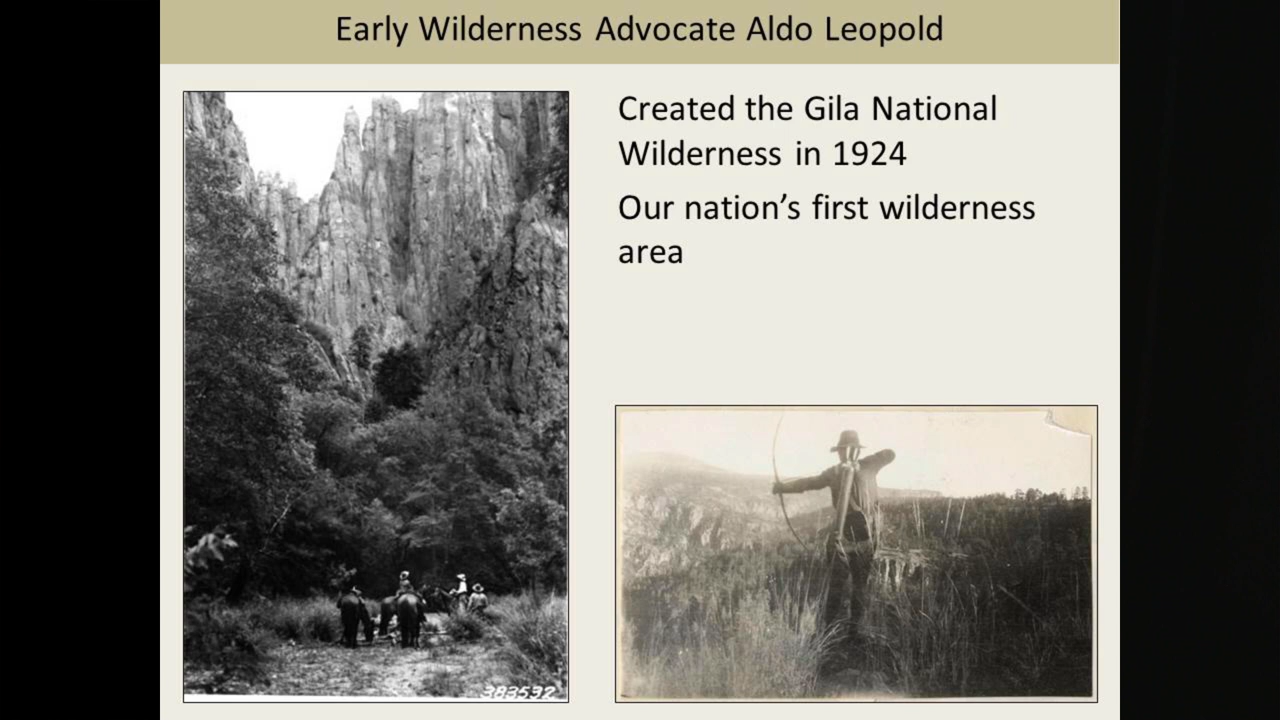 Early Wilderness Advocate Aldo Leopold
Created the Gila National
Wilderness in 1924
Our nation’s first wilderness
area
383532